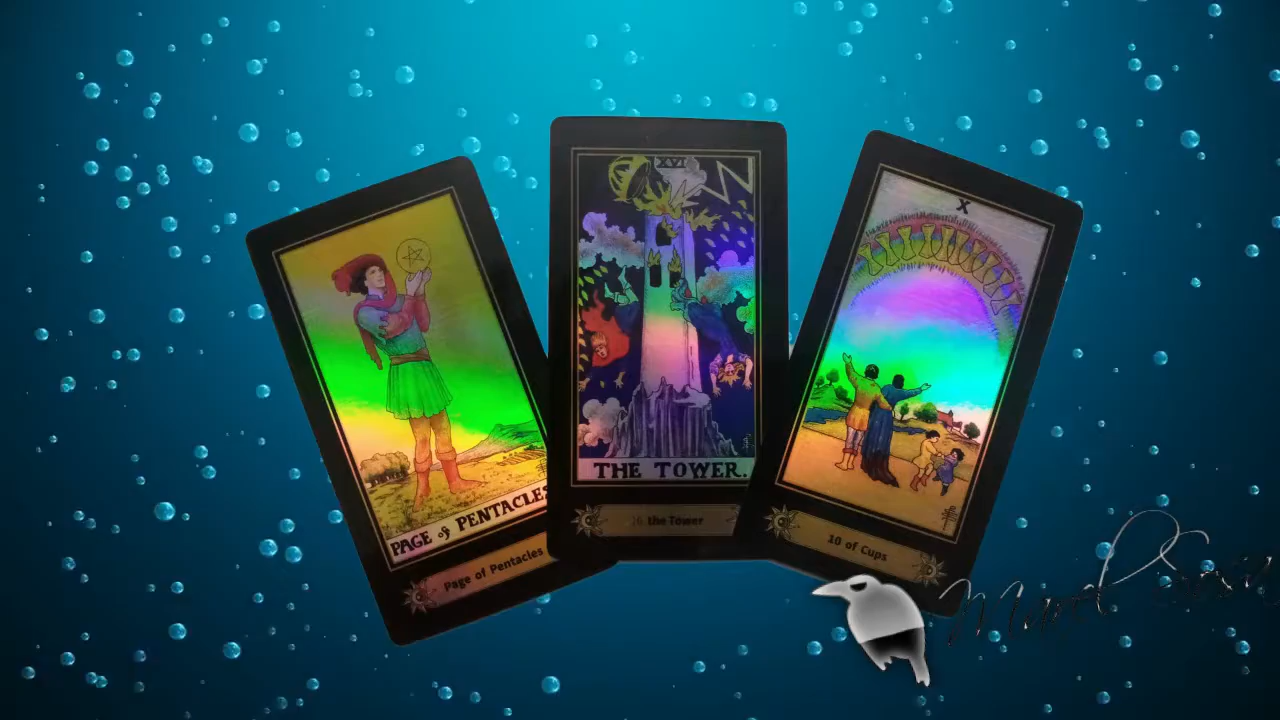 PAGE of PENTACLES
Page of Pentacles
XVI
THE TOWER.
16 the Tower
X
10 of Cups